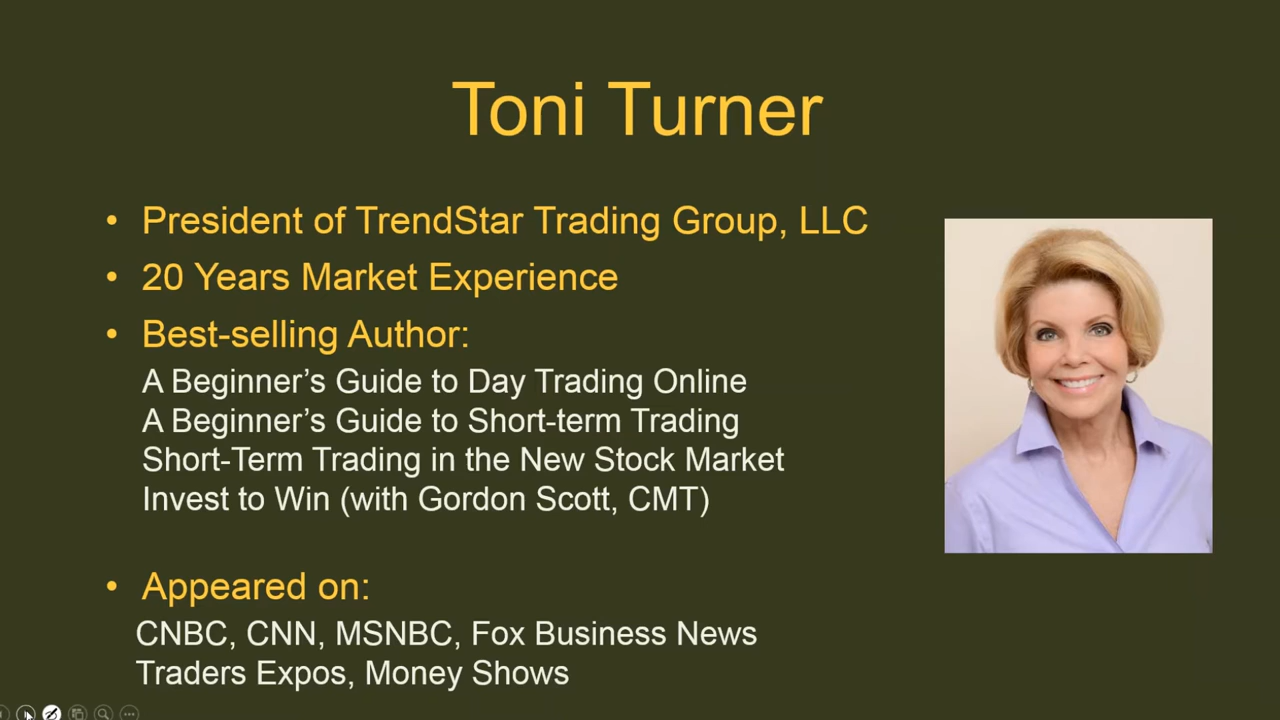 Toni Turner
• President of TrendStar Trading Group, LLC
• 20 Years Market Experience
• Best-selling Author:
A Beginner’s Guide to Day Trading Online
A Beginner’s Guide to Short-term Trading
Short-Term Trading in the New Stock Market
Invest to Win (with Gordon Scott, CMT)
• Appeared on:
CNBC, CNN, MSNBC, Fox Business News
Traders Expos, Money Shows